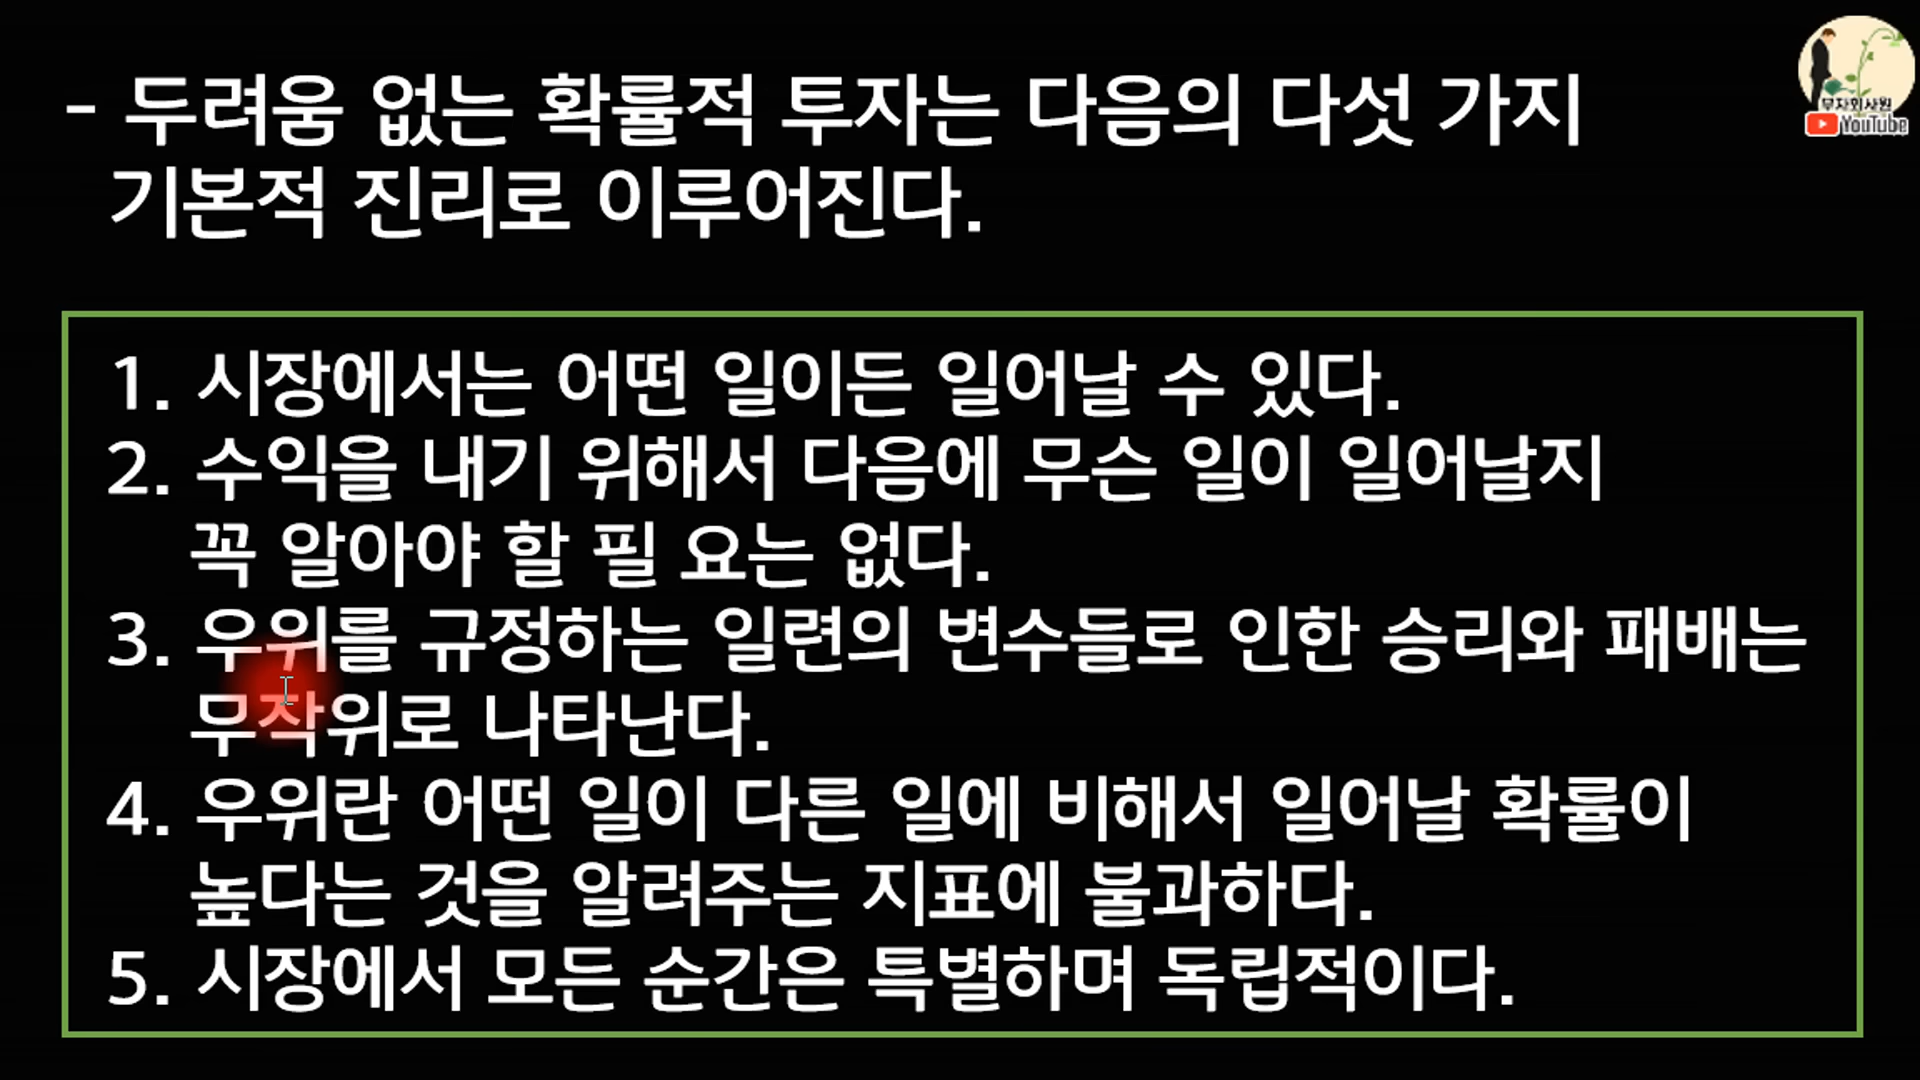 - 두려움 없는 확률적 투자는 다음의 다섯 가지
기본적 진리로 이루어진다.
부자회사원
YouTube
1. 시장에서는 어떤 일이든 일어날 수 있다.
2. 수익을 내기 위해서 다음에 무슨 일이 일어날지
꼭 알아야 할 필 요는 없다.
3. 우위를 규정하는 일련의 변수들로 인한 승리와 패배는
무작위로 나타난다.
4. 우위란 어떤 일이 다른 일에 비해서 일어날 확률이
높다는 것을 알려주는 지표에 불과하다.
5. 시장에서 모든 순간은 특별하며 독립적이다.